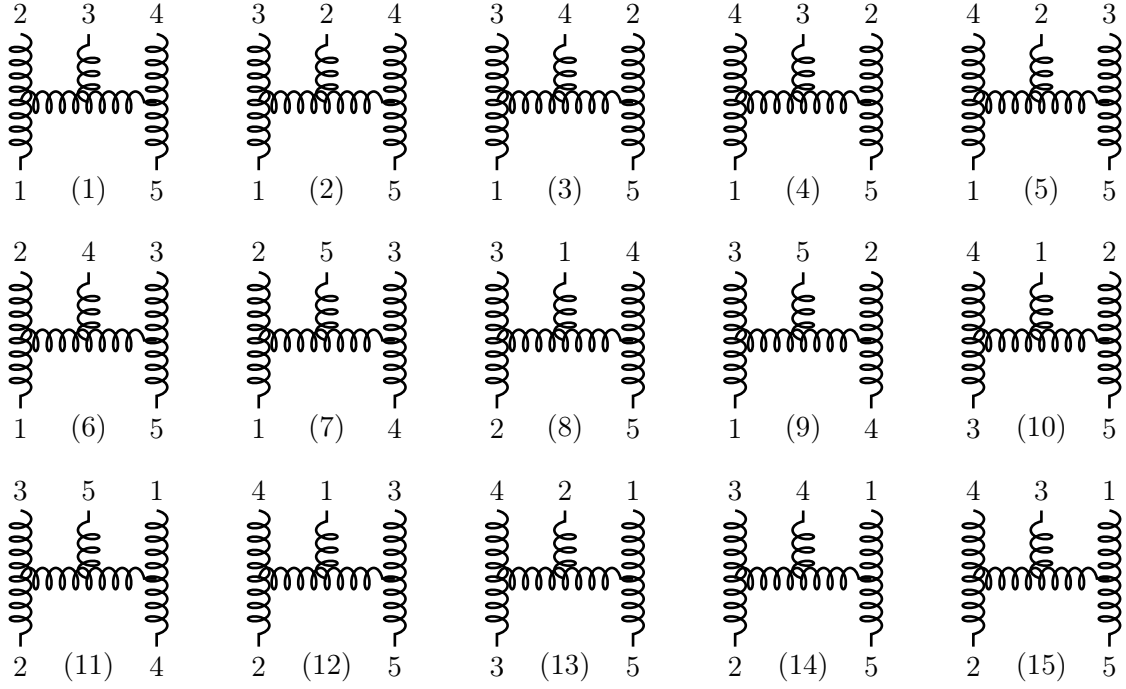 2 3 4 3 2 4 3 4 2 4 3 2 4 2 3
1 (1) 5 1 (2) 5 1 (3) 5 1 (4) 5 1 (5) 5
2 4 3 2 5 3 3 1 4 3 5 2 4 1 2
1 (6) 5 1 (7) 4 2 (8) 5 1 (9) 4 3 (10) 5
3 5 1 4 1 3 4 2 1 3 4 1 4 3 1
2 (11) 4 2 (12) 5 3 (13) 5 2 (14) 5 2 (15) 5